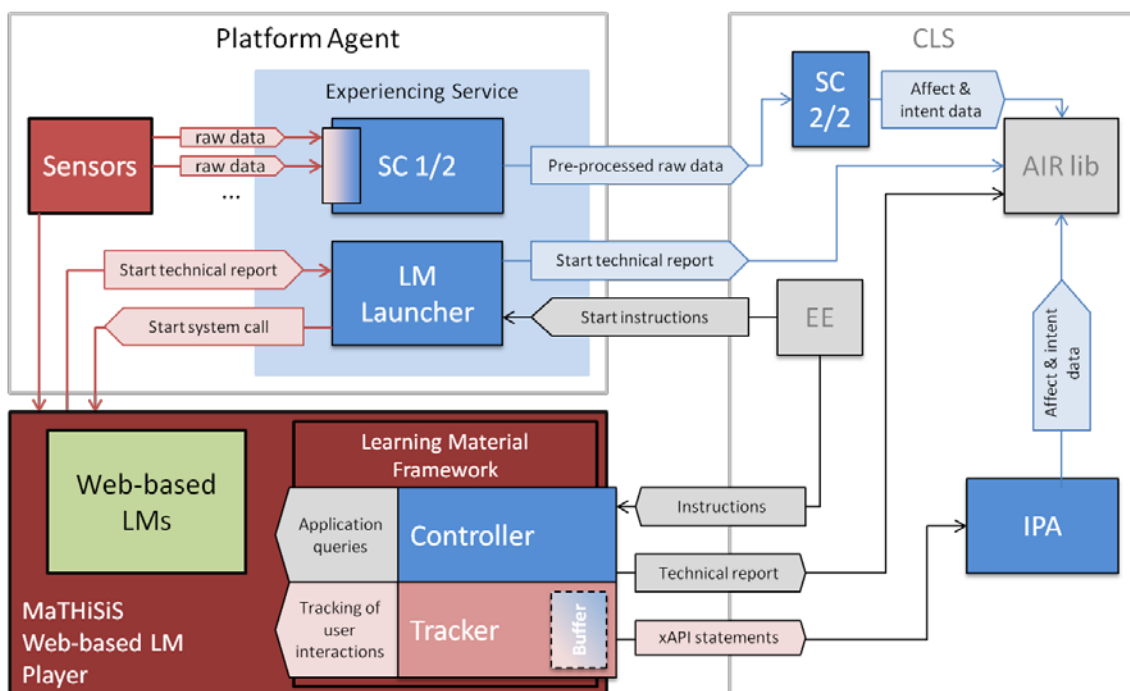 Platform Agent
CLS
Experiencing Service
SC
2/2
Affect &
intent data
Sensors
raw data
raw data
...
SC 1/2
Pre-processed raw data
AIR lib
Start technical report
LM
Launcher
Start technical report
Start system call
Start instructions
EE
Affect & intent
data
Learning Material
Framework
Web-based
LMs
Application
queries
Controller
Instructions
IPA
Technical report
MaTHiSiS
Web-based LM
Player
Tracking of
user
interactions
Tracker
Buffer
xAPI statements